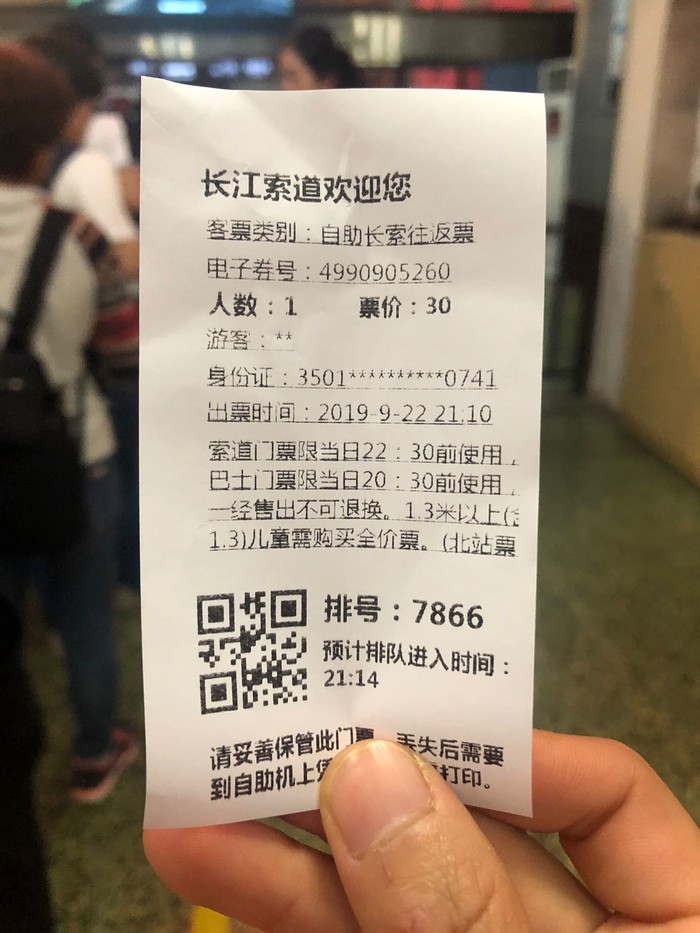 长江索道欢迎您
客票类别：自助长索往返票
电子券号：4990905260
人数：1 票价：30
游客：**
身份证：3501**********0741
出票时间：2019-9-22 21:10
索道门票限当日22：30前使用，
巴士门票限当日20：30前使用，
一经售出不可退换。1.3米以上(含
1.3)儿童需购买全价票。(北站票
排号：7866
预计排队进入时间：
21:14
请妥善保管此门票 丢失后需要
到自助机上凭 打印。